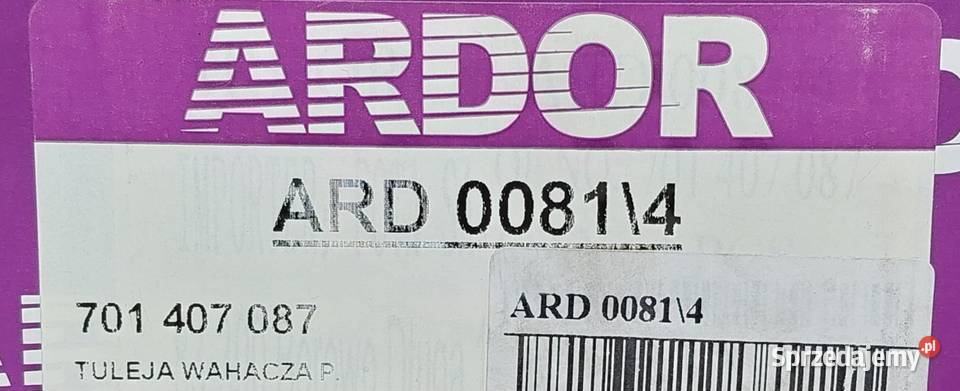 ARDOR
ARD 0081\4
701 407 087
TULEJA WAHACZA P.
ARD 0081\4
Sprzedajemy.pl